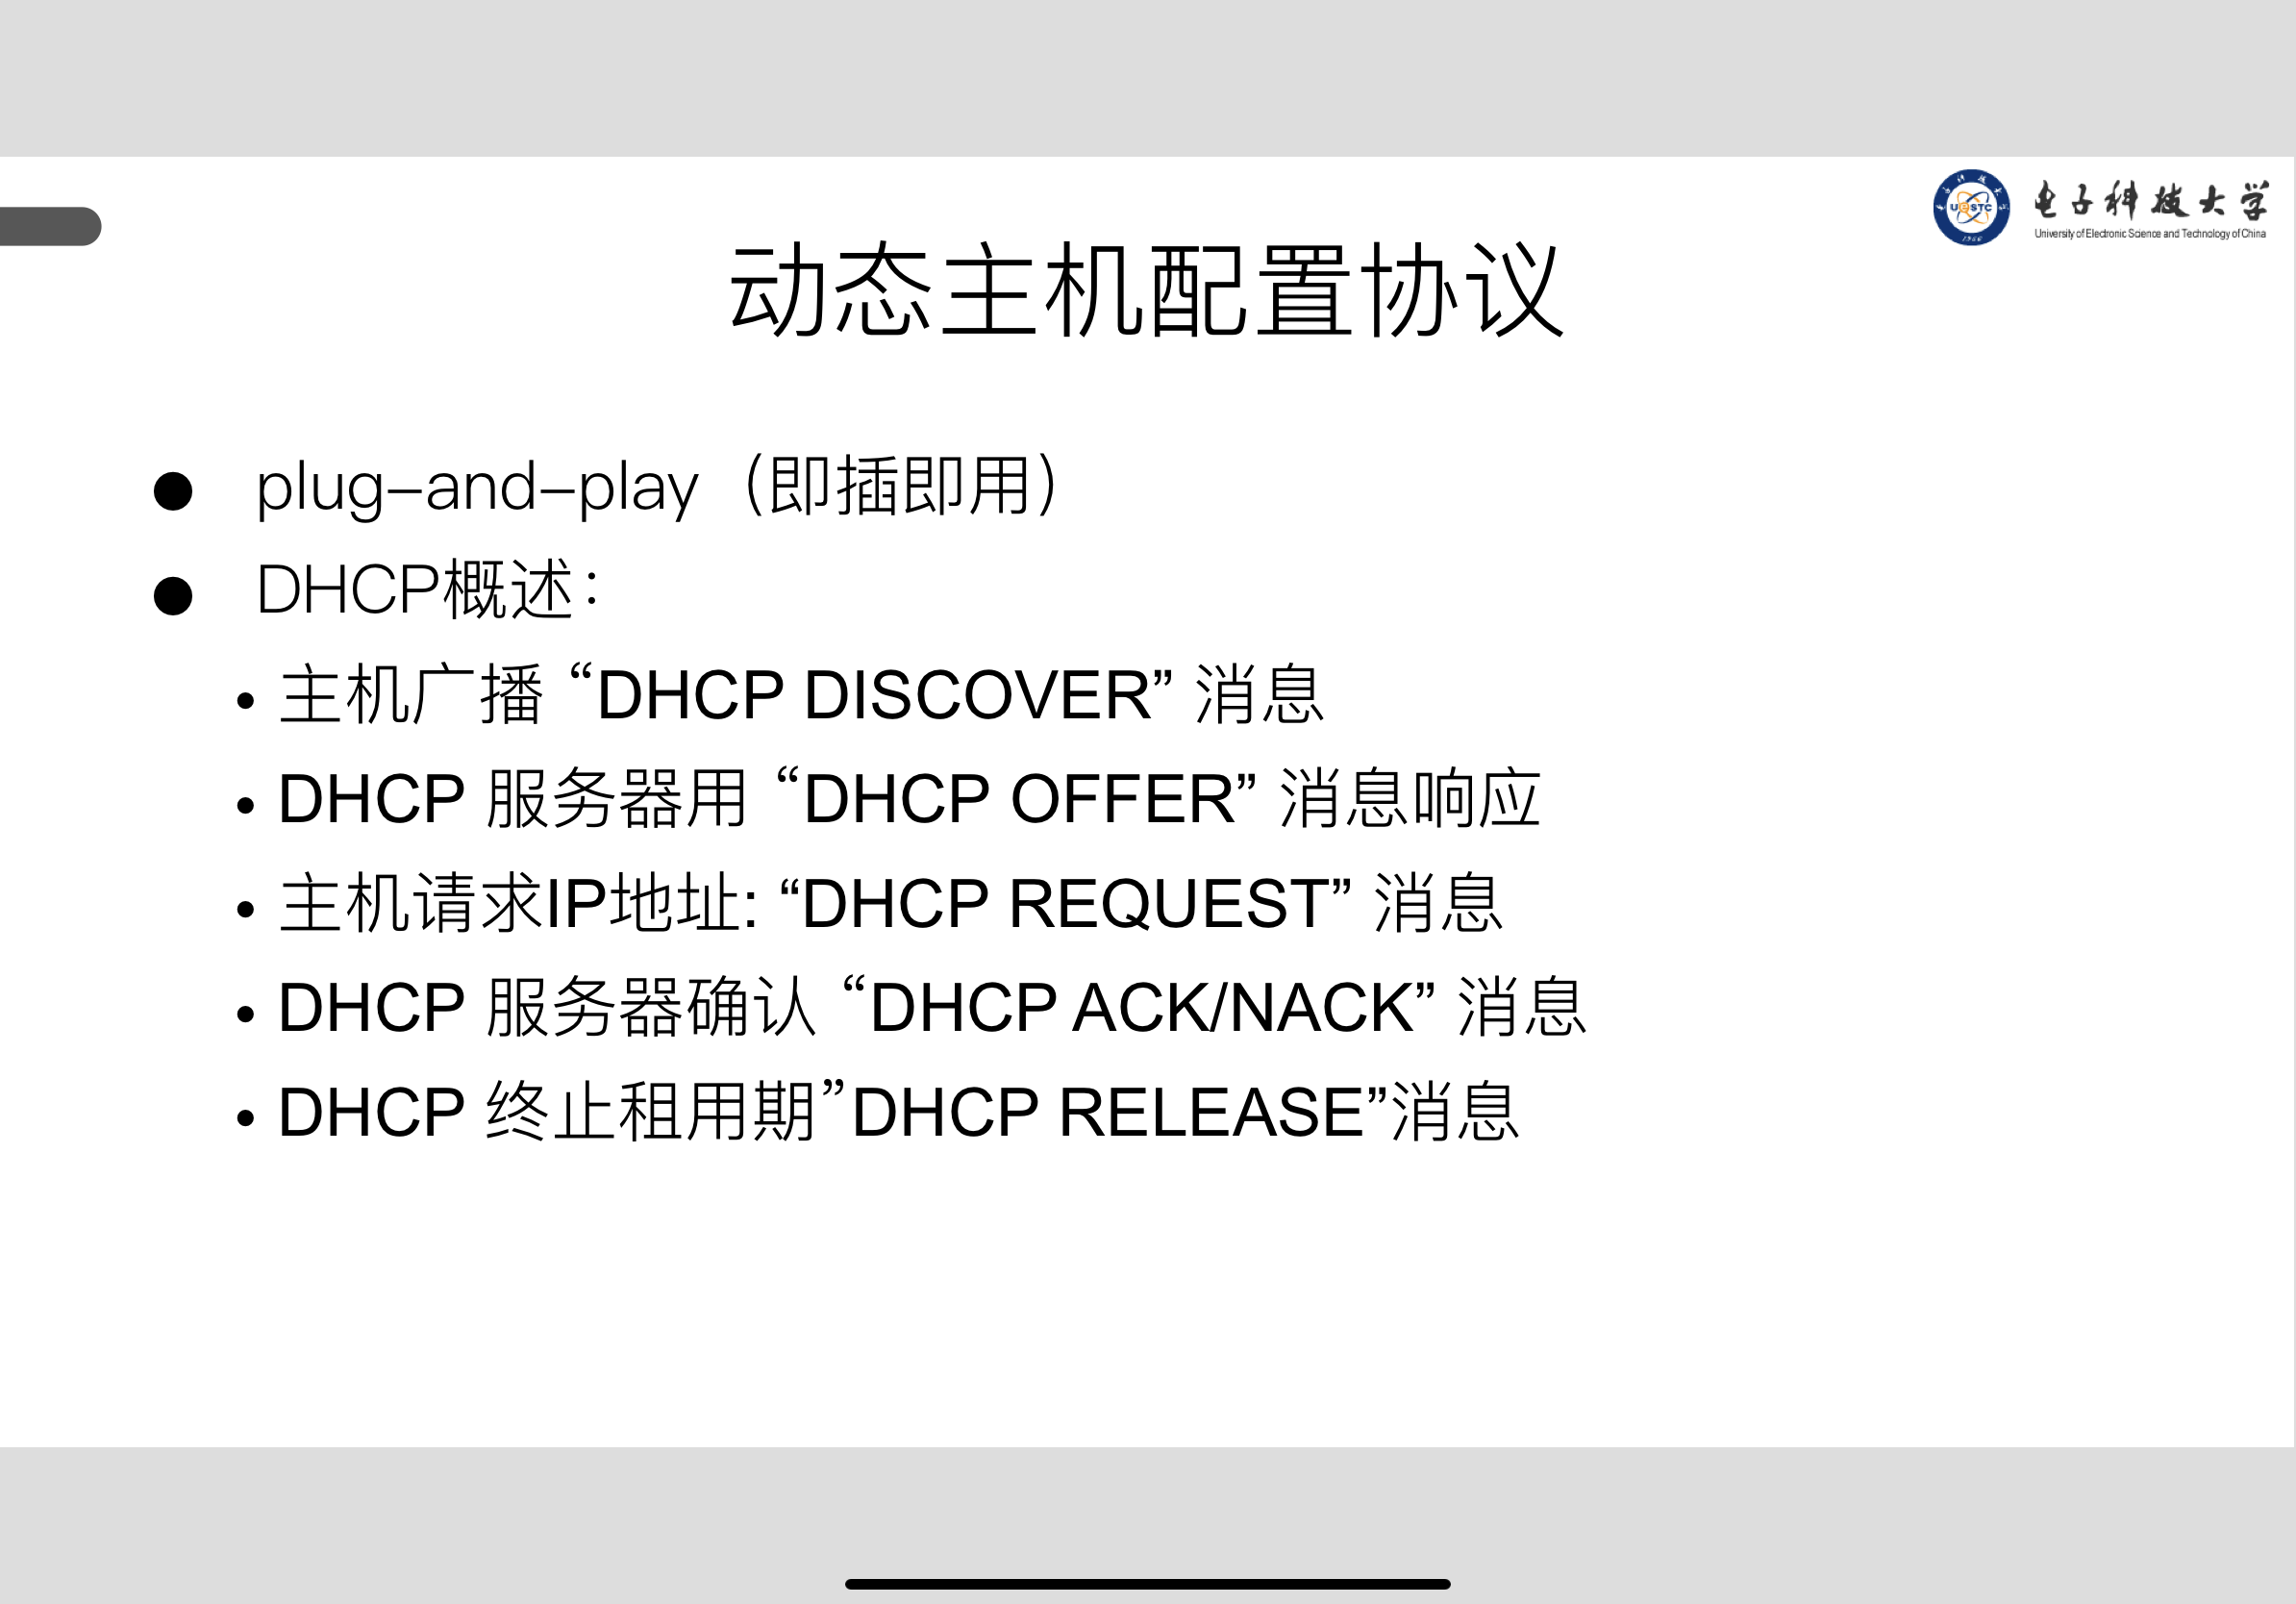 电子科技大学
University of Electronic Science and Technology of China
动态主机配置协议
plug-and-play（即插即用）
DHCP概述：
主机广播 “DHCP DISCOVER” 消息
DHCP 服务器用 “DHCP OFFER” 消息响应
主机请求IP地址: “DHCP REQUEST” 消息
DHCP 服务器确认 “DHCP ACK/NACK” 消息
DHCP 终止租用期”DHCP RELEASE”消息